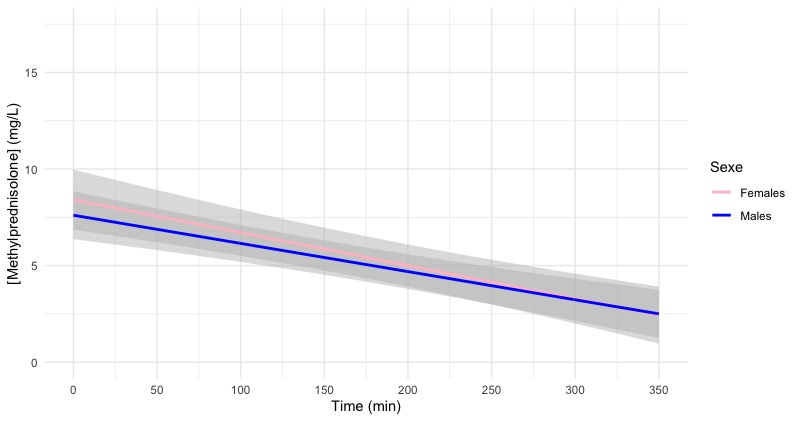 [Methylprednisolone] (mg/L)
15
10
5
0
0 50 100 150 200 250 300 350
Time (min)
Sexe
Females
Males